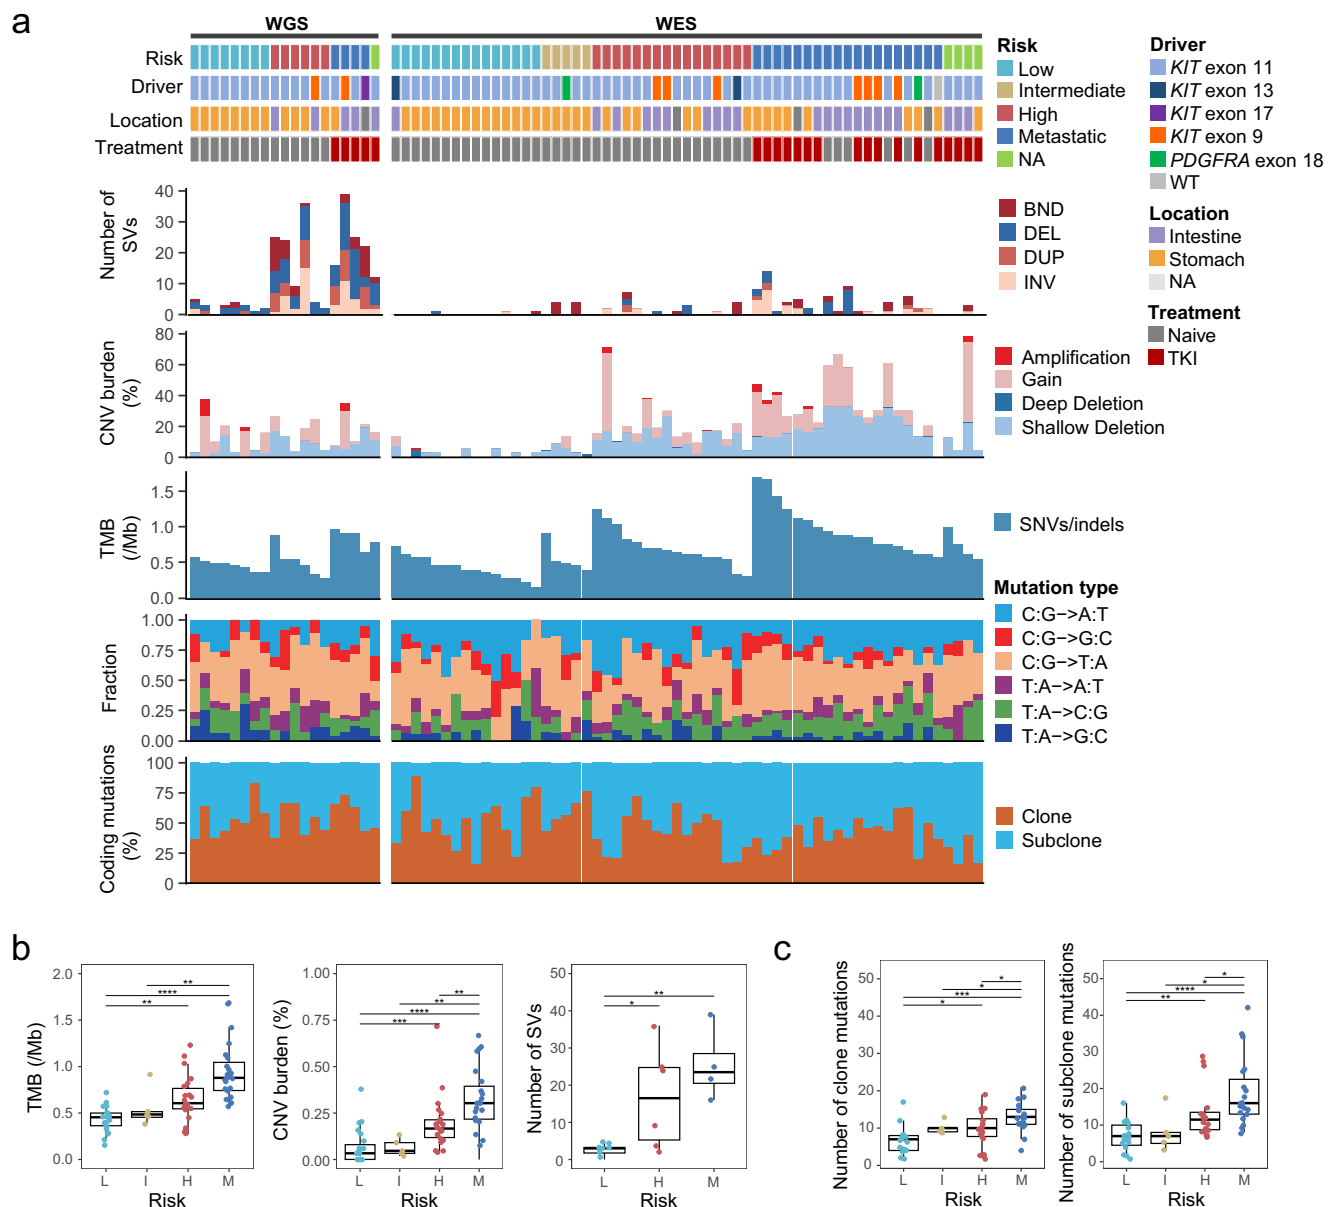 a
WGS
WES
Risk
Driver
Location
Treatment
Risk
Low
Intermediate
High
Metastatic
NA
Driver
KIT exon 11
KIT exon 13
KIT exon 17
KIT exon 9
PDGFRA exon 18
WT
Location
Intestine
Stomach
NA
Treatment
Naive
TKI
Number of
SVs
40
30
20
10
0
BND
DEL
DUP
INV
CNV burden
(%)
80
60
40
20
0
Amplification
Gain
Deep Deletion
Shallow Deletion
TMB
(/Mb)
1.5
1.0
0.5
0.0
SNVs/indels
Fraction
1.00
0.75
0.50
0.25
0.00
Mutation type
C:G−>A:T
C:G−>G:C
C:G−>T:A
T:A−>A:T
T:A−>C:G
T:A−>G:C
Coding mutations
(%)
100
75
50
25
0
Clone
Subclone
b
TMB (/Mb)
2.0
1.5
1.0
0.5
0.0
**
****
**
L I H M
Risk
CNV burden (%)
1.00
0.75
0.50
0.25
0.00
**
**
****
***
L I H M
Risk
Number of SVs
50
40
30
20
10
0
**
*
L H M
Risk
c
Number of clone mutations
50
40
30
20
10
0
*
*
***
*
L I H M
Risk
Number of subclone mutations
50
40
30
20
10
0
*
*
****
**
L I H M
Risk